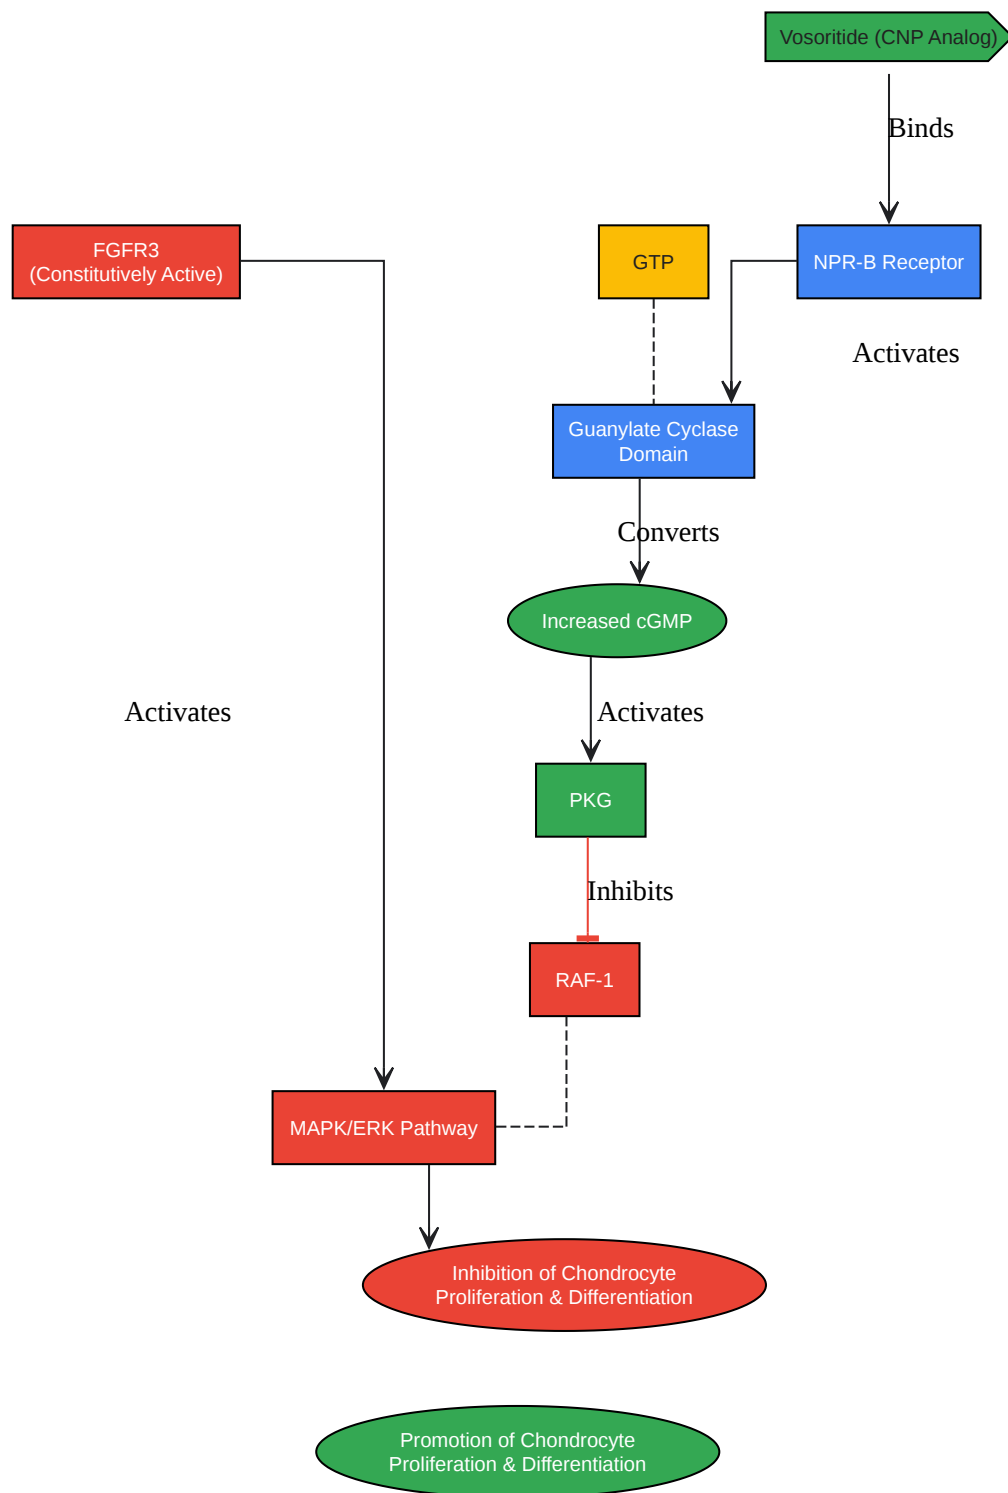 Vosoritide (CNP Analog)
Binds
FGFR3
(Constitutively Active)
GTP
NPR-B Receptor
Activates
Guanylate Cyclase
Domain
Converts
Increased cGMP
Activates
Activates
PKG
Inhibits
RAF-1
MAPK/ERK Pathway
Inhibition of Chondrocyte
Proliferation & Differentiation
Promotion of Chondrocyte
Proliferation & Differentiation